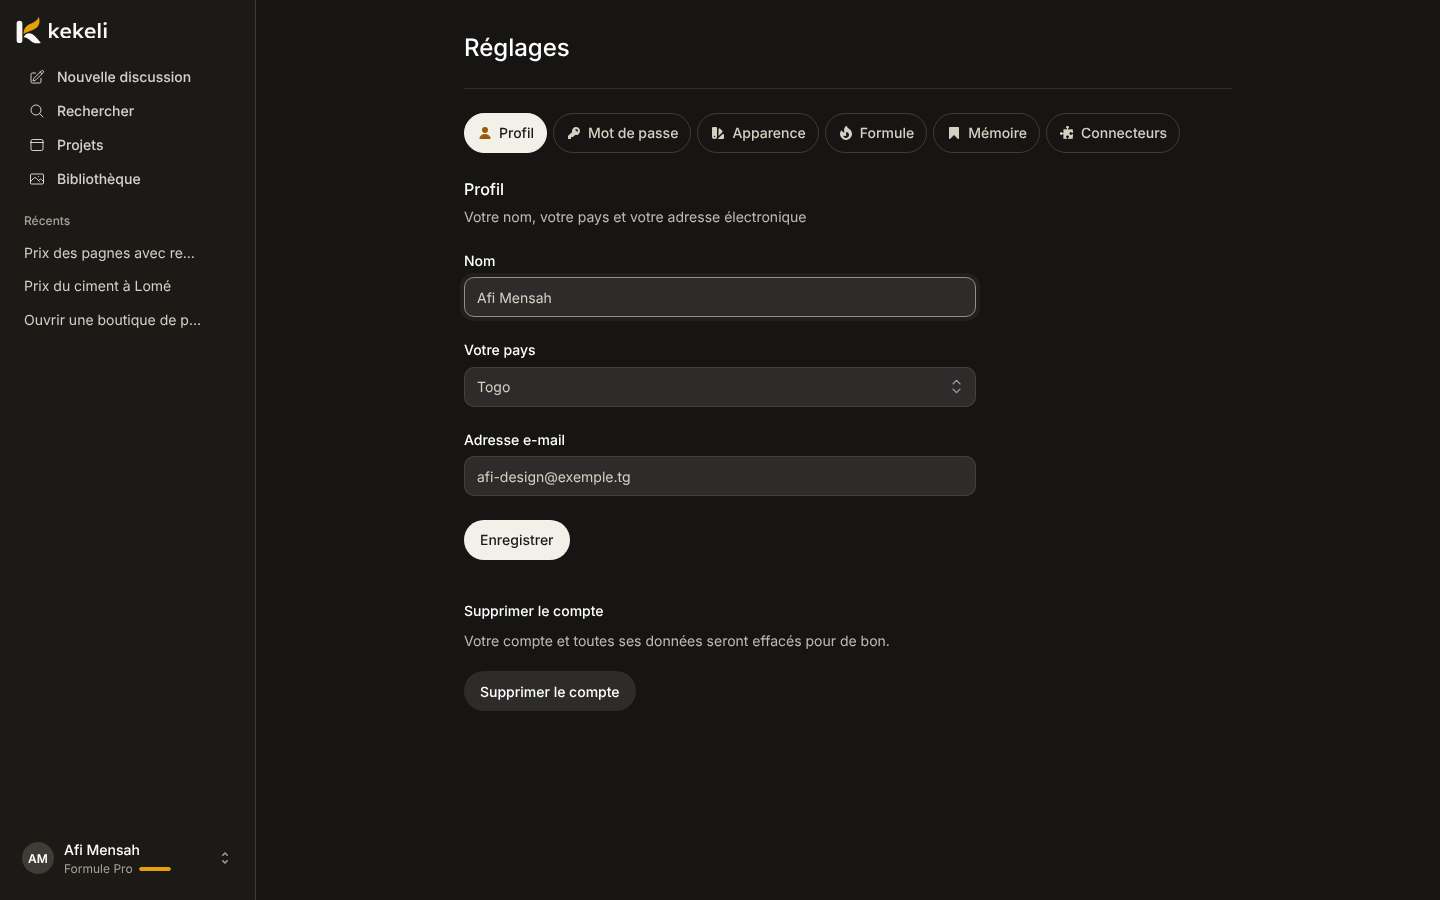 kekeli
Nouvelle discussion
Rechercher
Projets
Bibliothèque
Récents
Prix des pagnes avec re...
Prix du ciment à Lomé
Ouvrir une boutique de p...
AM
Afi Mensah
Formule Pro
Réglages
Profil
Mot de passe
Apparence
Formule
Mémoire
Connecteurs
Profil
Votre nom, votre pays et votre adresse électronique
Nom
Afi Mensah
Votre pays
Togo
Adresse e-mail
afi-design@exemple.tg
Enregistrer
Supprimer le compte
Votre compte et toutes ses données seront effacés pour de bon.
Supprimer le compte